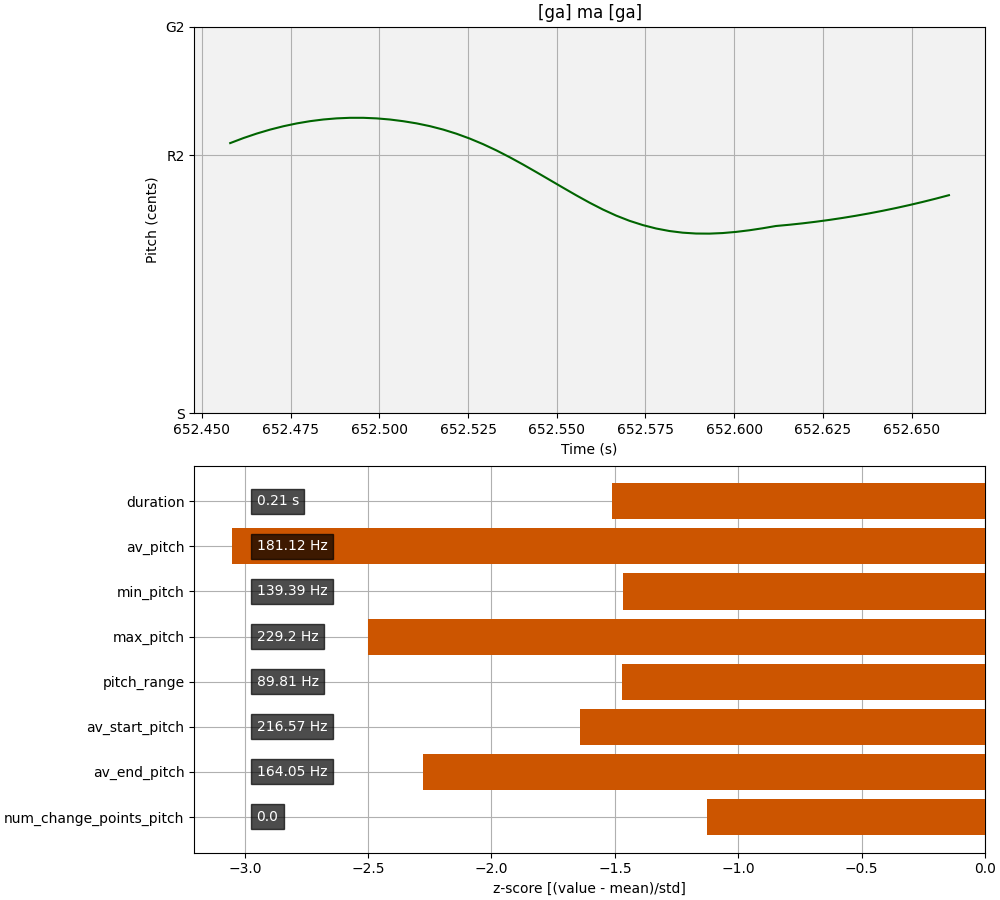 [ga] ma [ga]
G2
R2
S
Pitch (cents)
652.450 652.475 652.500 652.525 652.550 652.575 652.600 652.625 652.650
Time (s)
duration 0.21 s
av_pitch 181.12 Hz
min_pitch 139.39 Hz
max_pitch 229.2 Hz
pitch_range 89.81 Hz
av_start_pitch 216.57 Hz
av_end_pitch 164.05 Hz
num_change_points_pitch 0.0
−3.0 −2.5 −2.0 −1.5 −1.0 −0.5 0.0
z-score [(value - mean)/std]